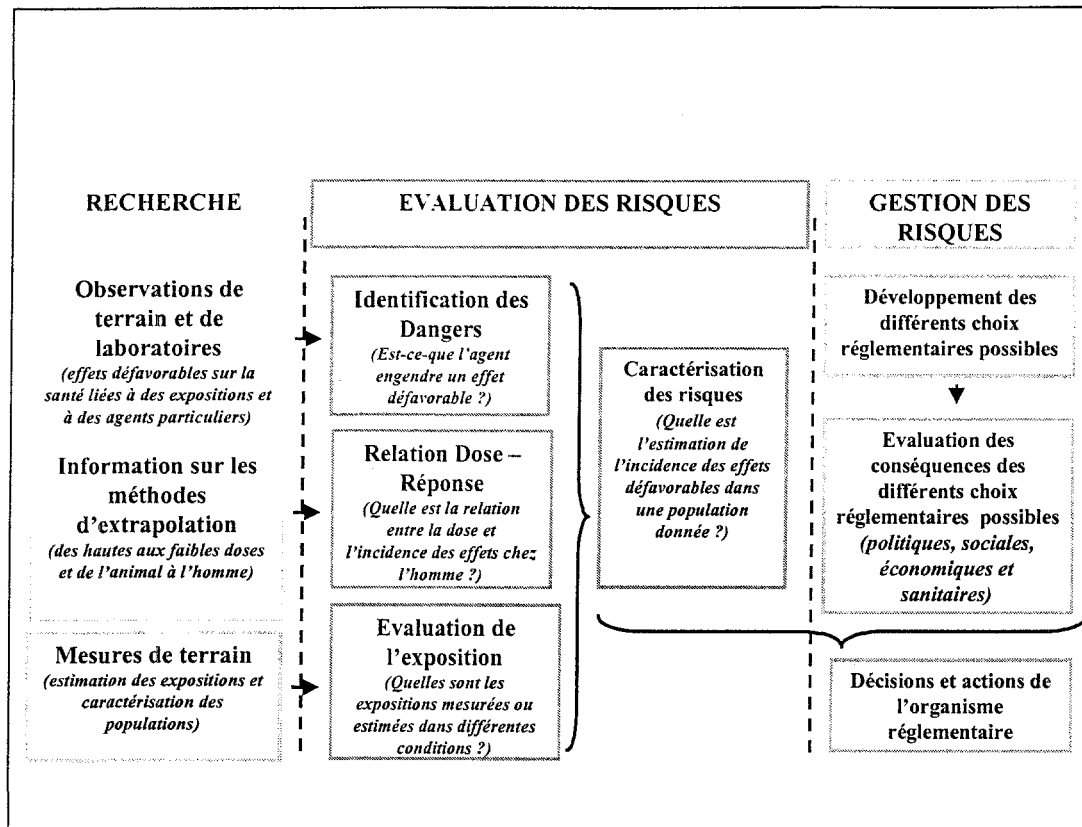 RECHERCHE
EVALUATION DES RISQUES
GESTION DES
RISQUES
Observations de
terrain et de
laboratoires
(effets défavorables sur la
santé liées à des expositions et
à des agents particuliers)
Information sur les
méthodes
d'extrapolation
(des hautes aux faibles doses
et de l'animal à l'homme)
Mesures de terrain
(estimation des expositions et
caractérisation des
populations)
Identification des
Dangers
(Est-ce-que l'agent
engendre un effet
défavorable ?)
Relation Dose –
Réponse
(Quelle est la relation
entre la dose et
l'incidence des effets chez
l'homme ?)
Evaluation de
l'exposition
(Quelles sont les
expositions mesurées ou
estimées dans différentes
conditions ?)
Caractérisation
des risques
(Quelle est
l'estimation de
l'incidence des effets
défavorables dans
une population
donnée ?)
Développement des
différents choix
réglementaires possibles
Evaluation des
conséquences des
différents choix
réglementaires possibles
(politiques, sociales,
économiques et
sanitaires)
Décisions et actions de
l'organisme
réglementaire